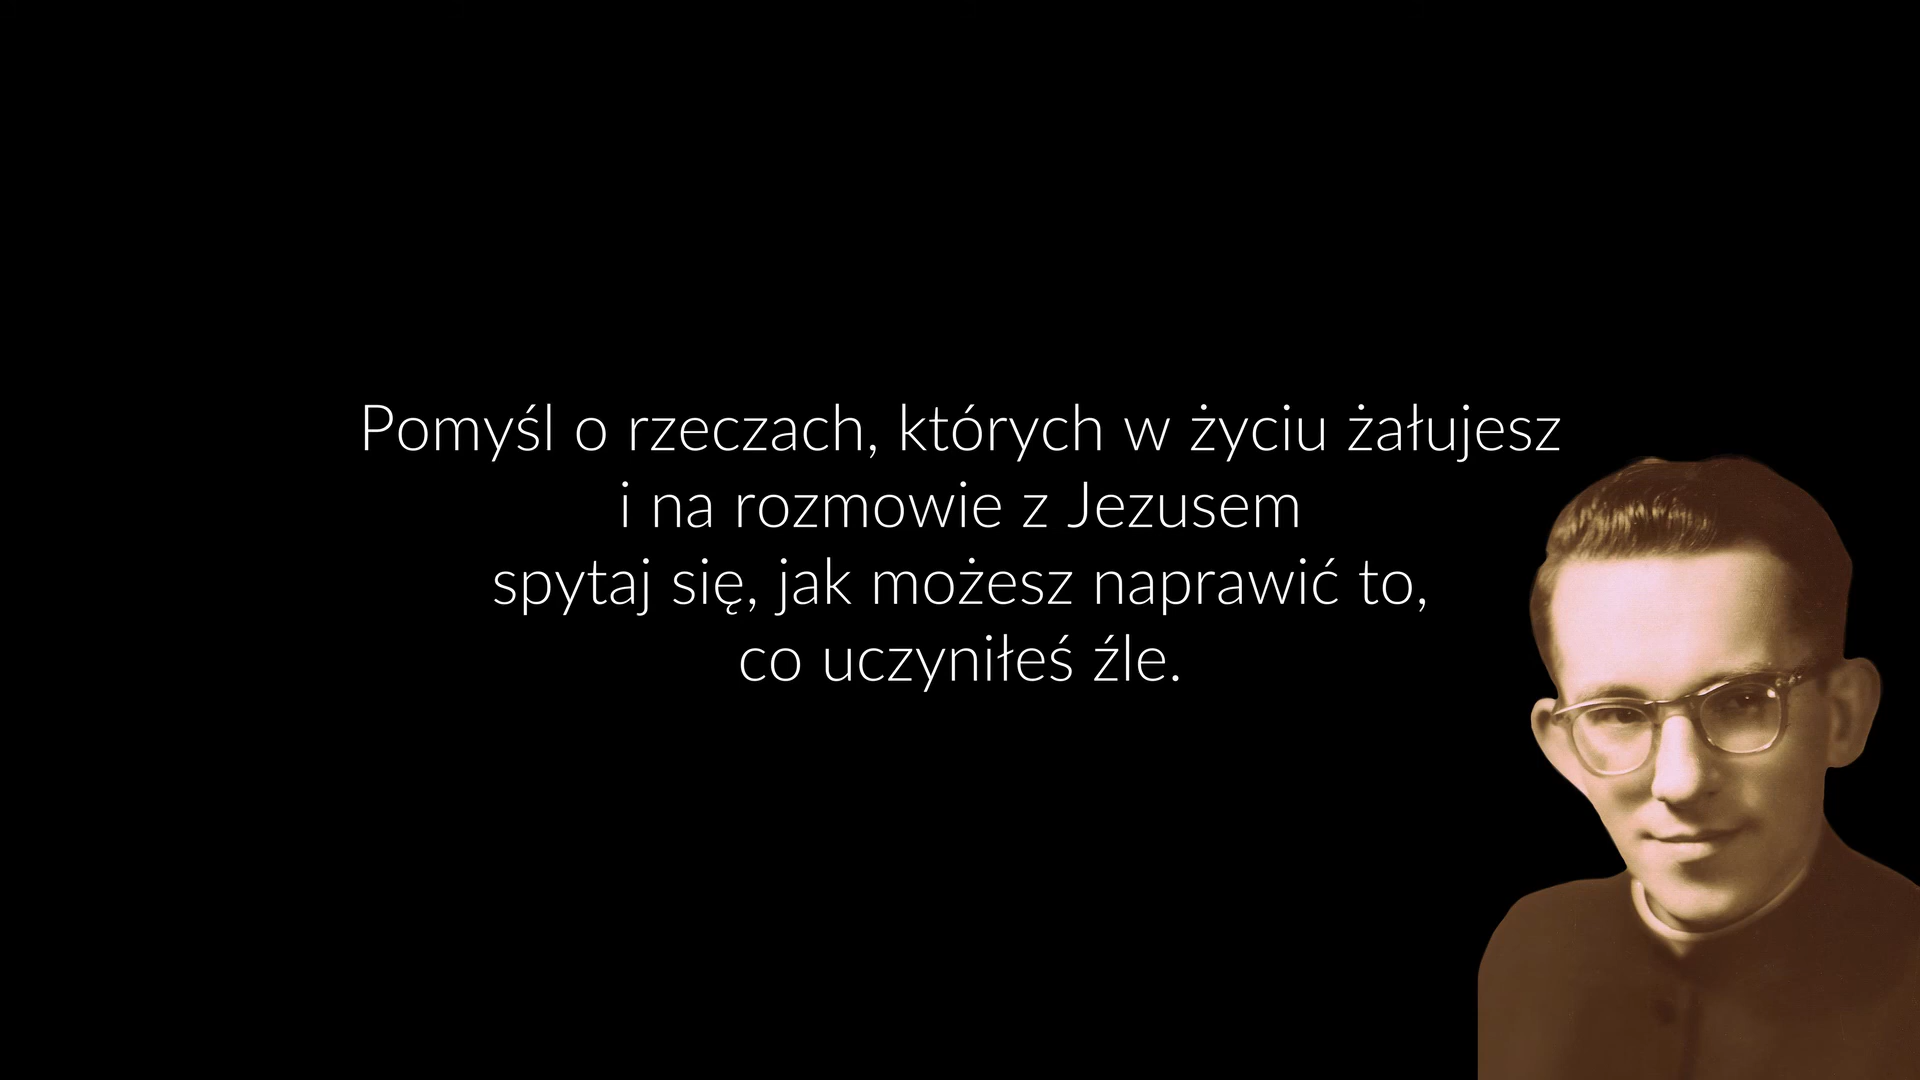 Pomyśl o rzeczach, których w życiu żałujesz
i na rozmowie z Jezusem
spytaj się, jak możesz naprawić to,
co uczyniłeś źle.